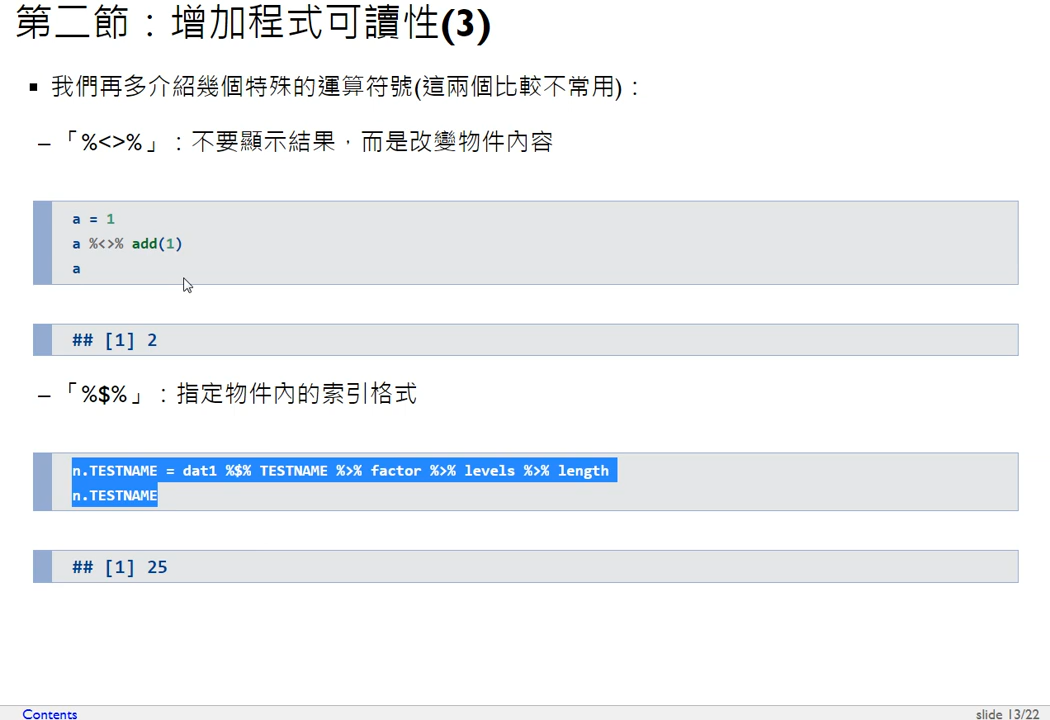 第二節：增加程式可讀性(3)
▪ 我們再多介紹幾個特殊的運算符號(這兩個比較不常用)：
– 「%<>%」：不要顯示結果，而是改變物件內容
a = 1
a %<>% add(1)
a
## [1] 2
– 「%$%」：指定物件內的索引格式
n.TESTNAME = dat1 %$% TESTNAME %>% factor %>% levels %>% length
n.TESTNAME
## [1] 25
Contents
slide 13/22